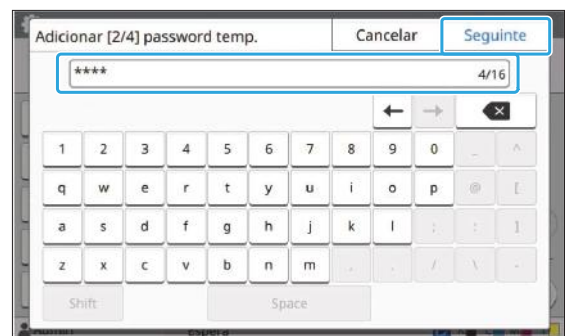 Adicionar [2/4] password temp. Cancelar Seguinte
**** 4/16
← →
1 2 3 4 5 6 7 8 9 0 _ ^
q w e r t y u i o p @ [
a s d f g h j k l ; : ]
z x c v b n m , . / \ -
Shift Space
Admin Espera